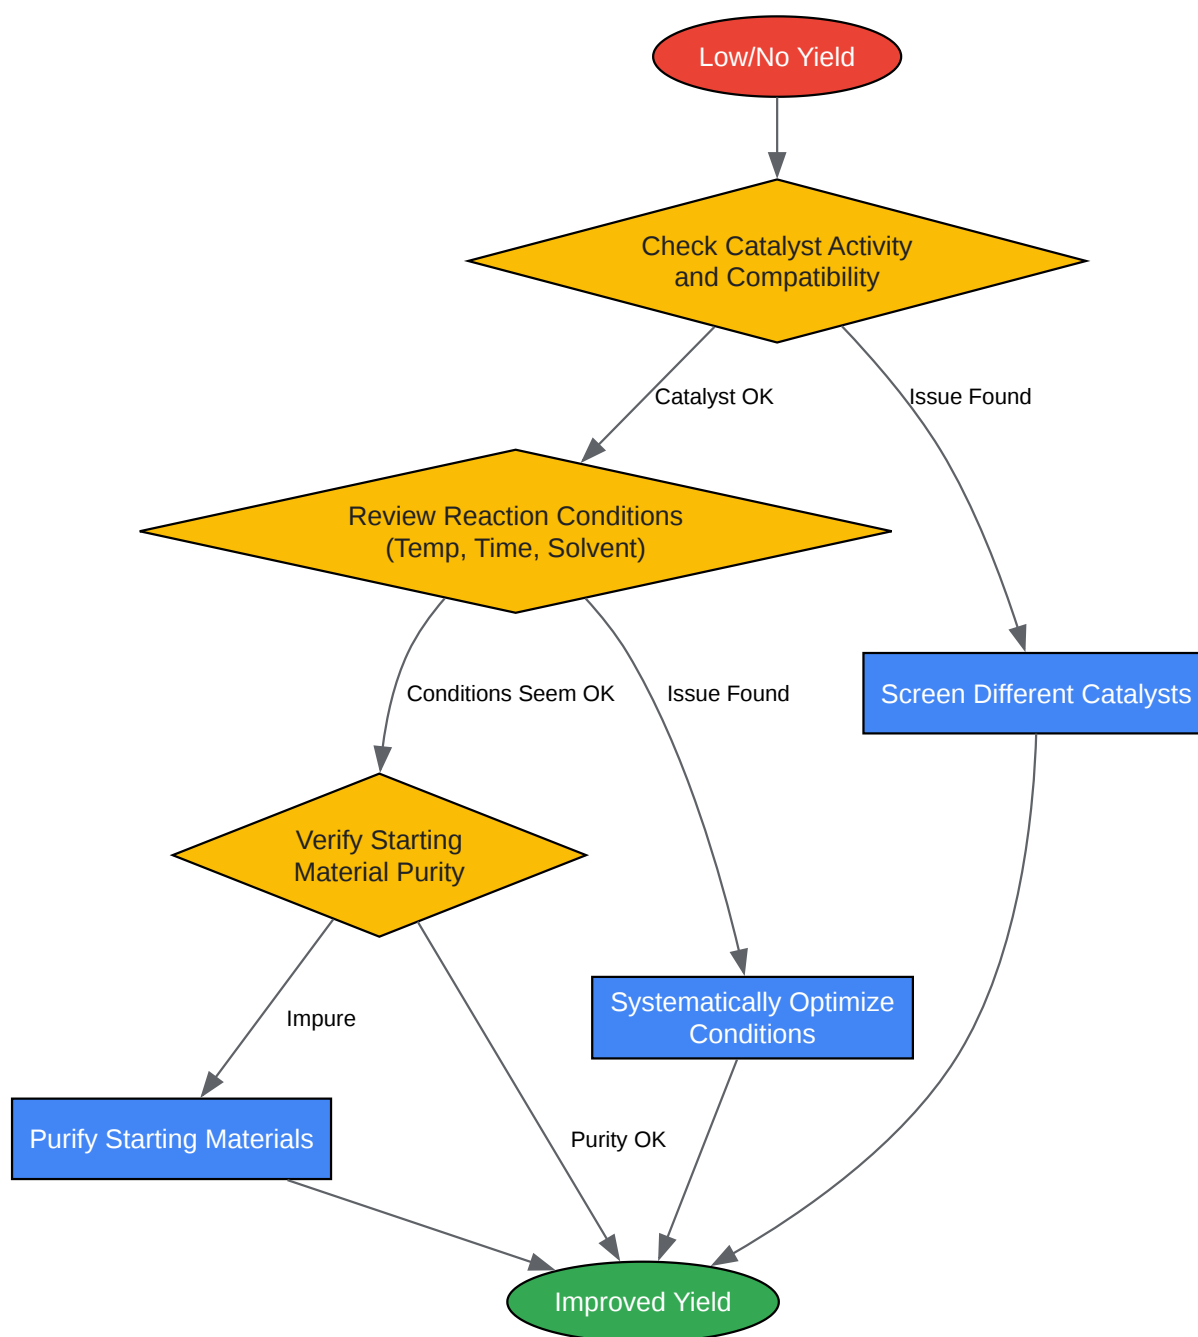 Low/No Yield
Check Catalyst Activity
and Compatibility
Catalyst OK
Issue Found
Review Reaction Conditions
(Temp, Time, Solvent)
Conditions Seem OK
Issue Found
Screen Different Catalysts
Verify Starting
Material Purity
Impure
Systematically Optimize
Conditions
Purify Starting Materials
Purity OK
Improved Yield